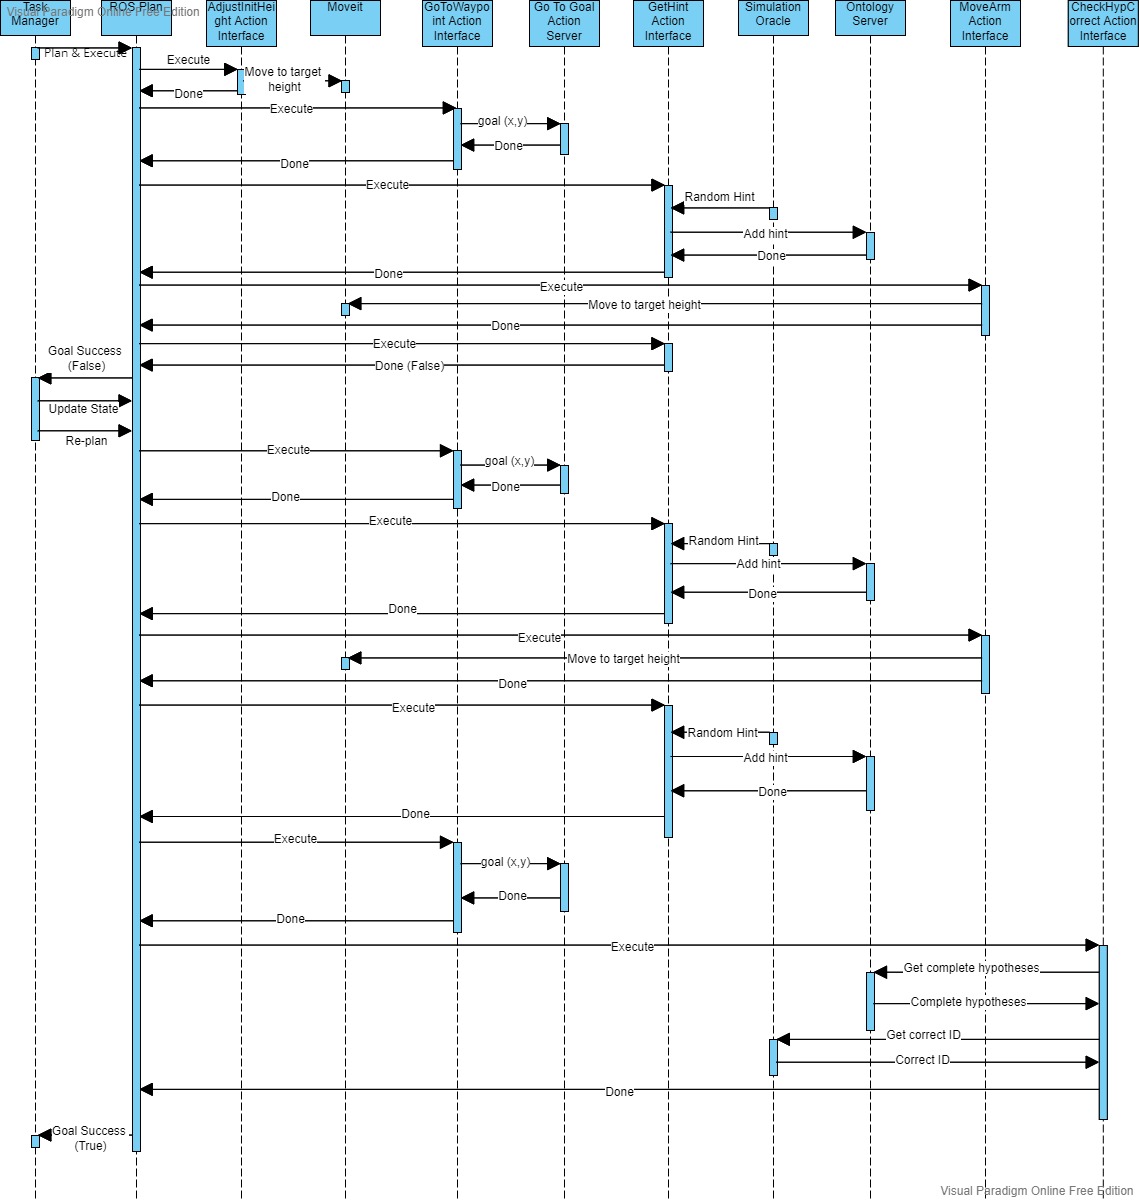 Visual Paradigm Online Free Edition
Task
Manager
ROS Plan
AdjustInitHei
ght Action
Interface
Moveit
GoToWaypo
int Action
Interface
Go To Goal
Action
Server
GetHint
Action
Interface
Simulation
Oracle
Ontology
Server
MoveArm
Action
Interface
CheckHypC
orrect Action
Interface
Plan & Execute
Execute
Move to target
height
Done
Execute
goal (x,y)
Done
Done
Execute
Random Hint
Add hint
Done
Done
Execute
Move to target height
Done
Execute
Goal Success
(False)
Done (False)
Update State
Re-plan
Execute
goal (x,y)
Done
Done
Execute
Random Hint
Add hint
Done
Done
Execute
Move to target height
Done
Execute
Random Hint
Add hint
Done
Done
Execute
goal (x,y)
Done
Done
Execute
Get complete hypotheses
Complete hypotheses
Get correct ID
Correct ID
Done
Goal Success
(True)
Visual Paradigm Online Free Edition